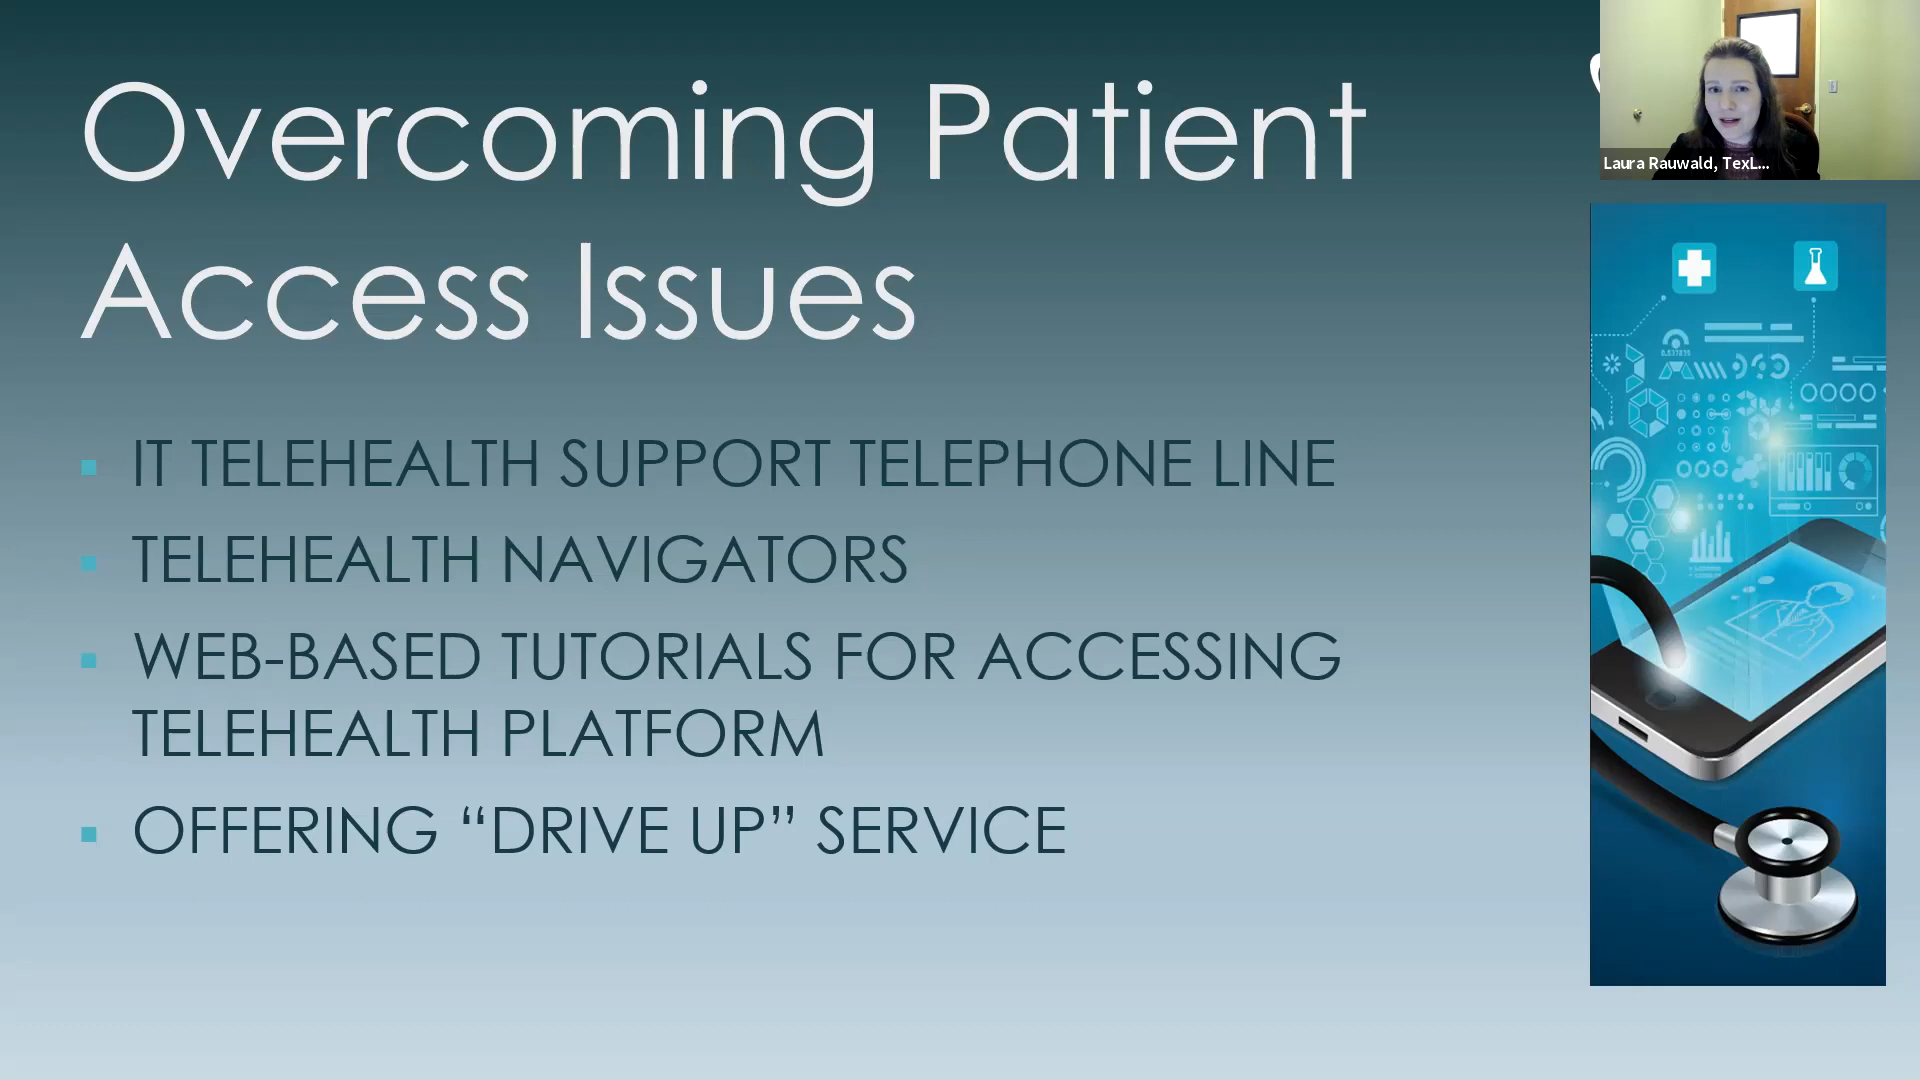 Overcoming Patient
Access Issues
IT TELEHEALTH SUPPORT TELEPHONE LINE
TELEHEALTH NAVIGATORS
WEB-BASED TUTORIALS FOR ACCESSING
TELEHEALTH PLATFORM
OFFERING “DRIVE UP” SERVICE
Laura Rauwald, TexL...